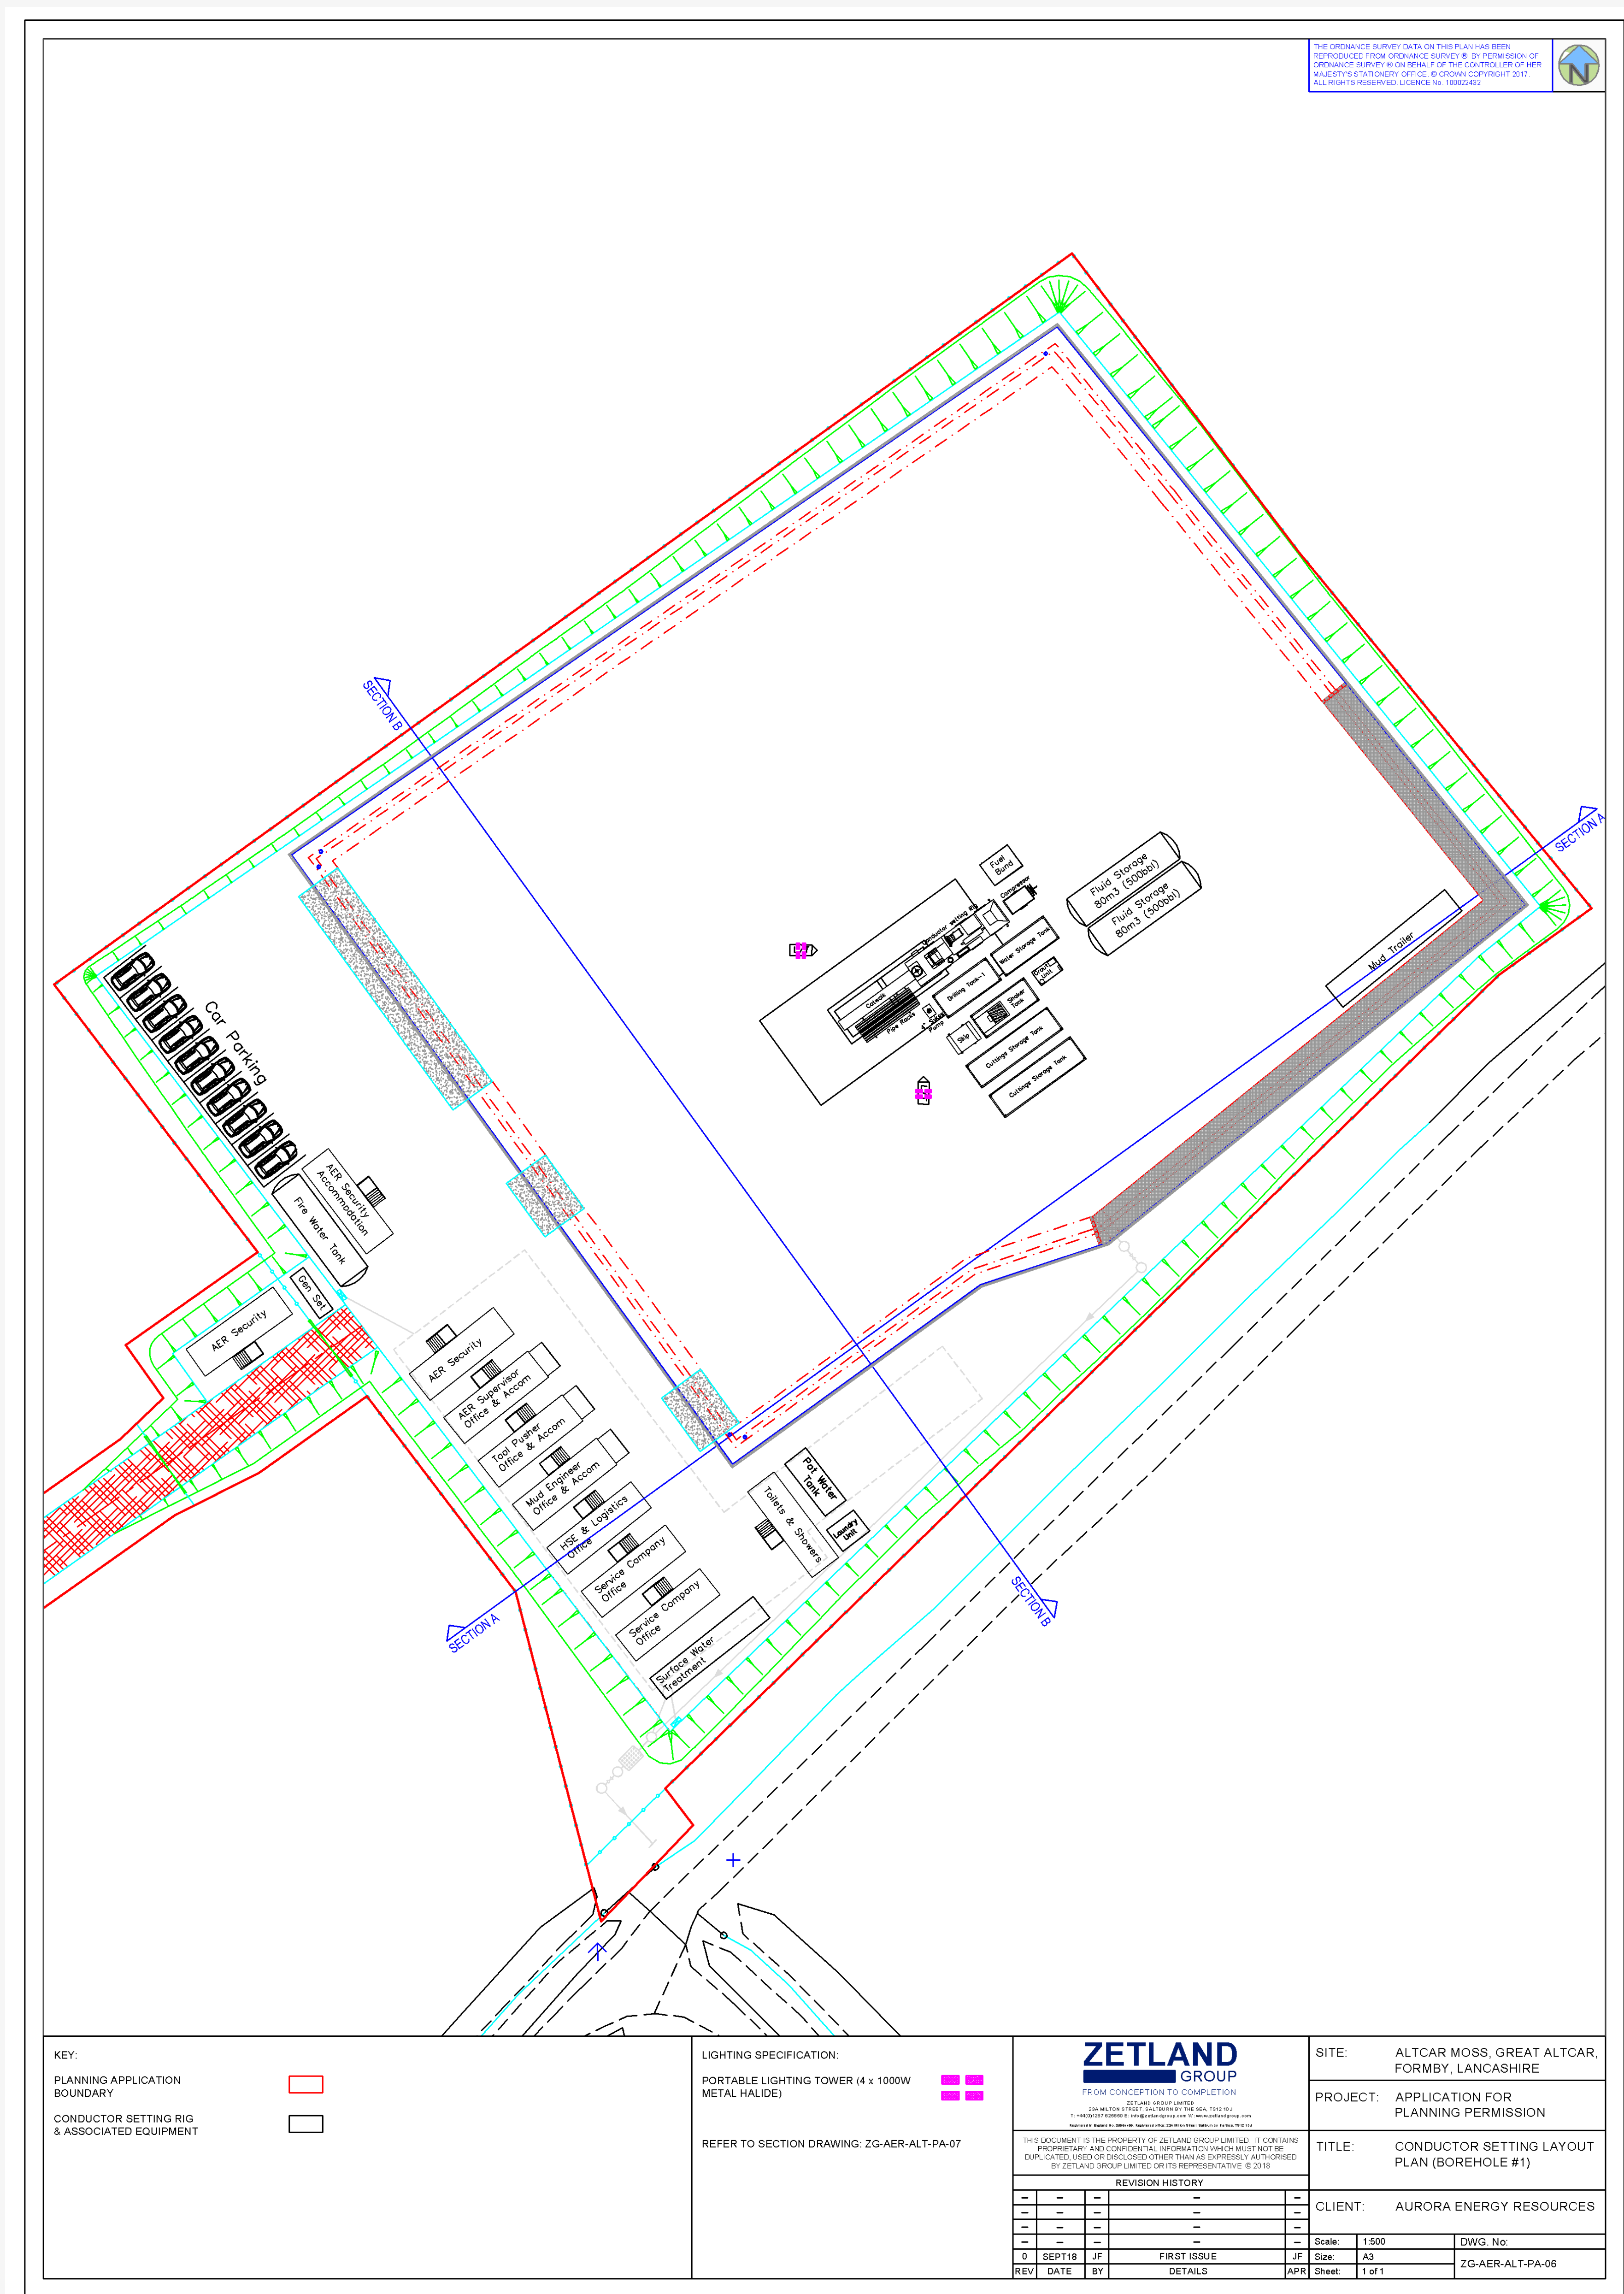 THE ORDNANCE SURVEY DATA ON THIS PLAN HAS BEEN
REPRODUCED FROM ORDNANCE SURVEY ® BY PERMISSION OF
ORDNANCE SURVEY ® ON BEHALF OF THE CONTROLLER OF HER
MAJESTY'S STATIONERY OFFICE. © CROWN COPYRIGHT 2017.
ALL RIGHTS RESERVED. LICENCE No. 100022432
N
SECTION B
SECTION A
Fuel
Bund
Compressor
Fluid Storage
80m3 (500bbl)
Fluid Storage
80m3 (500bbl)
Conductor Setting Rig
Water Storage Tank
Mud Trailer
Catwalk
Pipe Racks
Drilling Tank-1
Grout
Unit
Shaker
Tank
Pump
Skip
Cuttings Storage Tank
Cuttings Storage Tank
Car Parking
AER Security
Accommodation
Fire Water Tank
Gen Set
AER Security
AER Security
AER Supervisor
Office & Accom
Tool Pusher
Office & Accom
Mud Engineer
Office & Accom
HSE & Logistics
Office
Service Company
Office
Service Company
Office
Surface Water
Treatment
Pot Water
Tank
Toilets & Showers
Laundry
Unit
SECTION A
SECTION B
KEY:
PLANNING APPLICATION
BOUNDARY
CONDUCTOR SETTING RIG
& ASSOCIATED EQUIPMENT
LIGHTING SPECIFICATION:
PORTABLE LIGHTING TOWER (4 x 1000W
METAL HALIDE)
REFER TO SECTION DRAWING: ZG-AER-ALT-PA-07
ZETLAND
GROUP
FROM CONCEPTION TO COMPLETION
ZETLAND GROUP LIMITED
23A MILTON STREET, SALTBURN BY THE SEA, TS12 1DJ
THIS DOCUMENT IS THE PROPERTY OF ZETLAND GROUP LIMITED. IT CONTAINS
PROPRIETARY AND CONFIDENTIAL INFORMATION WHICH MUST NOT BE
DUPLICATED, USED OR DISCLOSED OTHER THAN AS EXPRESSLY AUTHORISED
BY ZETLAND GROUP LIMITED OR ITS REPRESENTATIVE © 2018
REVISION HISTORY
– – – – –
– – – – –
– – – – –
– – – – –
0 SEPT18 JF FIRST ISSUE JF
REV DATE BY DETAILS APR
SITE: ALTCAR MOSS, GREAT ALTCAR,
FORMBY, LANCASHIRE
PROJECT: APPLICATION FOR
PLANNING PERMISSION
TITLE: CONDUCTOR SETTING LAYOUT
PLAN (BOREHOLE #1)
CLIENT: AURORA ENERGY RESOURCES
Scale: 1:500 DWG. No:
Size: A3 ZG-AER-ALT-PA-06
Sheet: 1 of 1